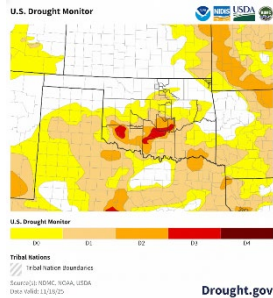 U.S. Drought Monitor
NOAA NIDIS USDA
U.S. Drought Monitor
D0 D1 D2 D3 D4
Tribal Nations
Tribal Nation Boundaries
Source(s): NDMC, NOAA, USDA
Drought.gov